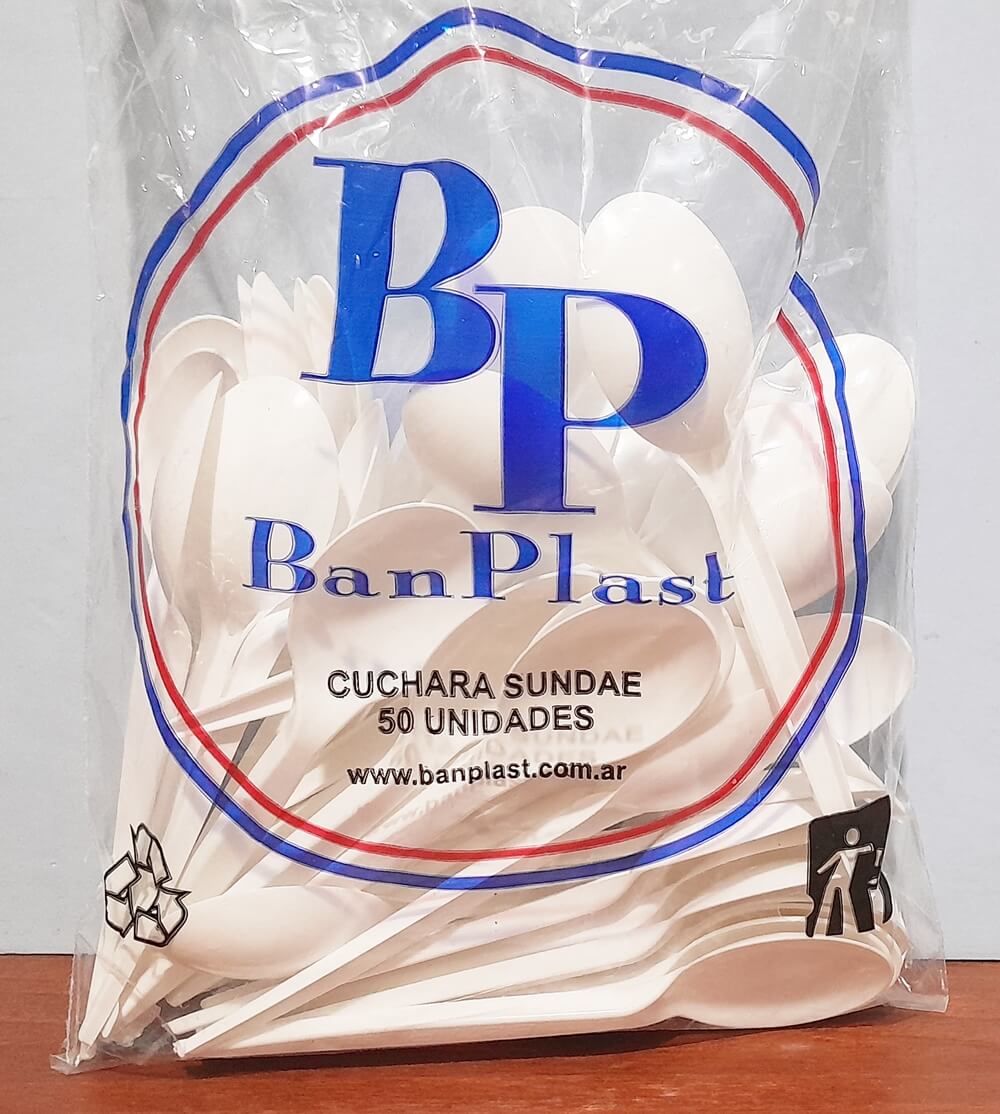 BP
BanPlast
CUCHARA SUNDAE
50 UNIDADES
www.banplast.com.ar